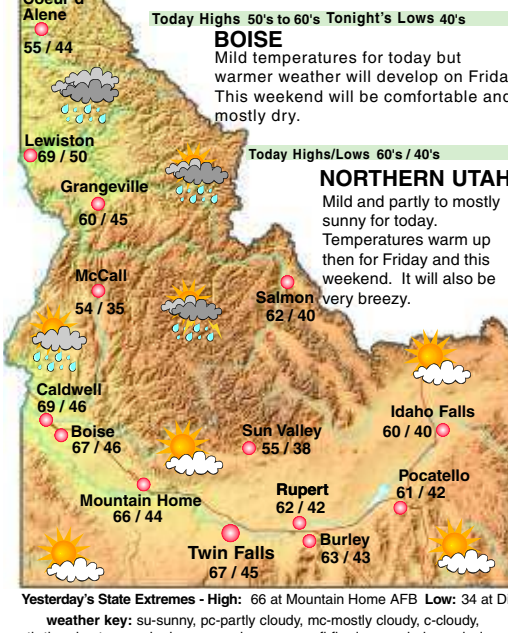 Alene
55 / 44
Today Highs 50's to 60's Tonight's Lows 40's
BOISE
Mild temperatures for today but
warmer weather will develop on Frida
This weekend will be comfortable and
mostly dry.
Lewiston
69 / 50
Today Highs/Lows 60's / 40's
NORTHERN UTAH
Mild and partly to mostly
sunny for today.
Temperatures warm up
then for Friday and this
weekend. It will also be
very breezy.
Grangeville
60 / 45
McCall
54 / 35
Salmon
62 / 40
Caldwell
69 / 46
Boise
67 / 46
Sun Valley
55 / 38
Idaho Falls
60 / 40
Mountain Home
66 / 44
Rupert
62 / 42
Pocatello
61 / 42
Twin Falls
67 / 45
Burley
63 / 43
Yesterday's State Extremes - High: 66 at Mountain Home AFB Low: 34 at D
weather key: su-sunny, pc-partly cloudy, mc-mostly cloudy, c-cloudy,